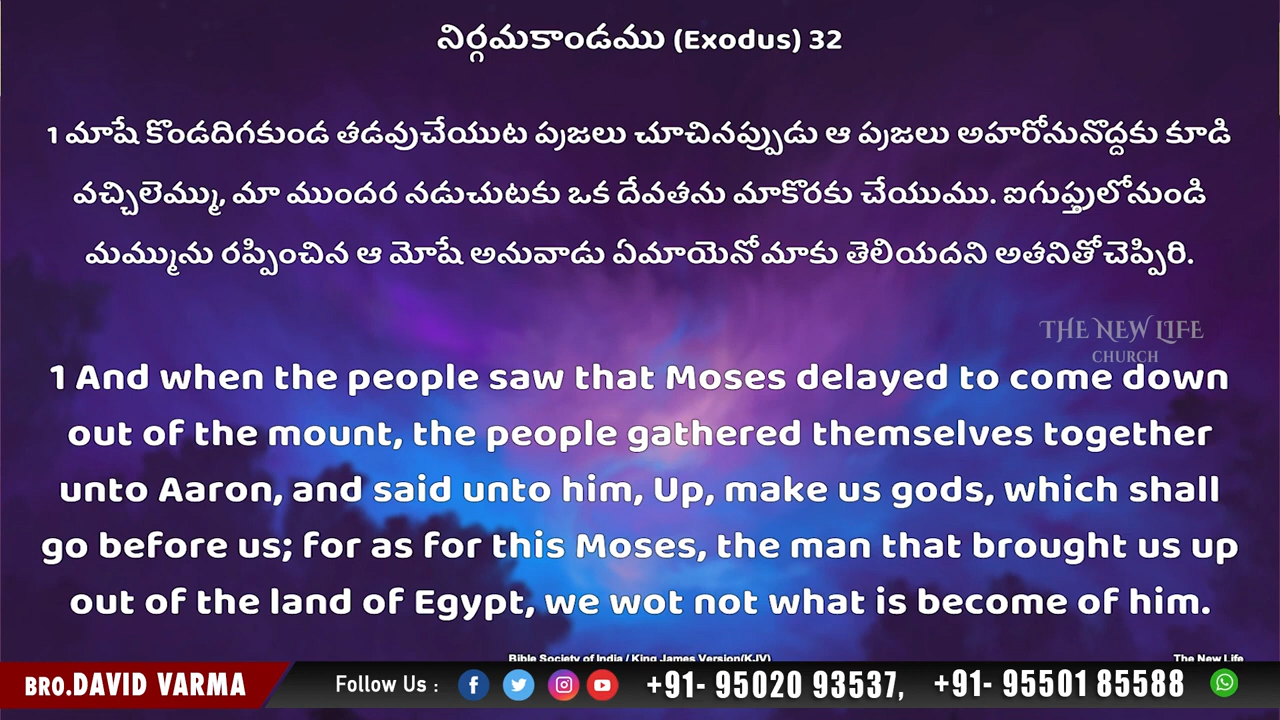 నిర్గమకాండము (Exodus) 32
1 మోషే కొండదిగకుండ తడవుచేయుట ప్రజలు చూచినప్పుడు ఆ ప్రజలు అహరోనునొద్దకు కూడి
వచ్చిలెమ్ము, మా ముందర నడుచుటకు ఒక దేవతను మాకొరకు చేయుము. ఐగుప్తులోనుండి
మమ్మును రప్పించిన ఆ మోషే అనువాడు ఏమాయెనో మాకు తెలియదని అతనితో చెప్పిరి.
THE NEW LIFE
CHURCH
1 And when the people saw that Moses delayed to come down
out of the mount, the people gathered themselves together
unto Aaron, and said unto him, Up, make us gods, which shall
go before us; for as for this Moses, the man that brought us up
out of the land of Egypt, we wot not what is become of him.
Bible Society of India / King James Version(KJV)
The New Life
BRO.DAVID VARMA
Follow Us :
+91- 95020 93537,
+91- 95501 85588